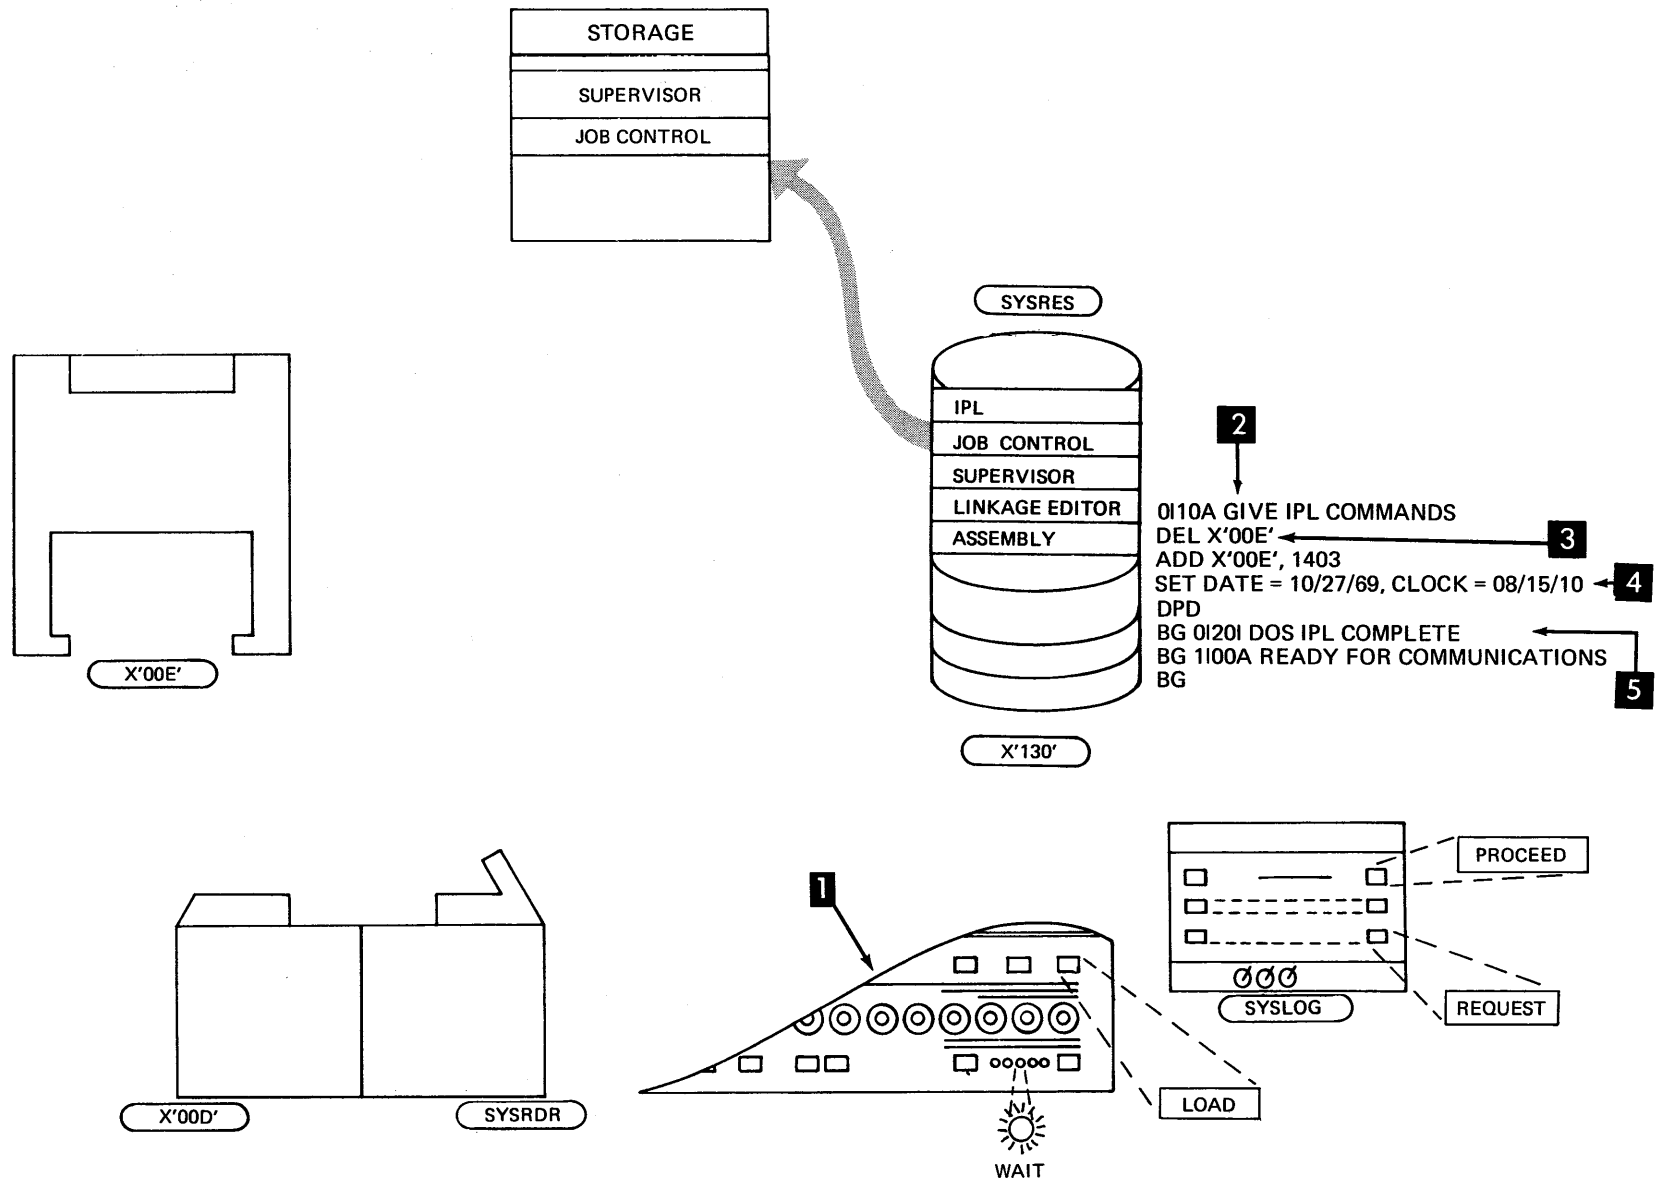 STORAGE
SUPERVISOR
JOB CONTROL
SYSRES
IPL
JOB CONTROL
SUPERVISOR
LINKAGE EDITOR
ASSEMBLY
2
0I10A GIVE IPL COMMANDS
DEL X'00E'
3
ADD X'00E', 1403
SET DATE = 10/27/69, CLOCK = 08/15/10
4
DPD
BG 0I20I DOS IPL COMPLETE
BG 1I00A READY FOR COMMUNICATIONS
BG
5
X'00E'
X'130'
PROCEED
1
REQUEST
SYSLOG
LOAD
X'00D'
SYSRDR
WAIT